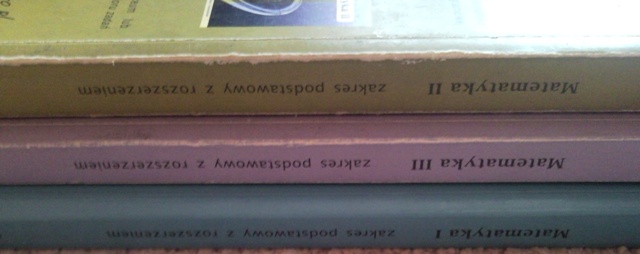 Matematyka II zakres podstawowy z rozszerzeniem
Matematyka III zakres podstawowy z rozszerzeniem
Matematyka I zakres podstawowy z rozszerzeniem